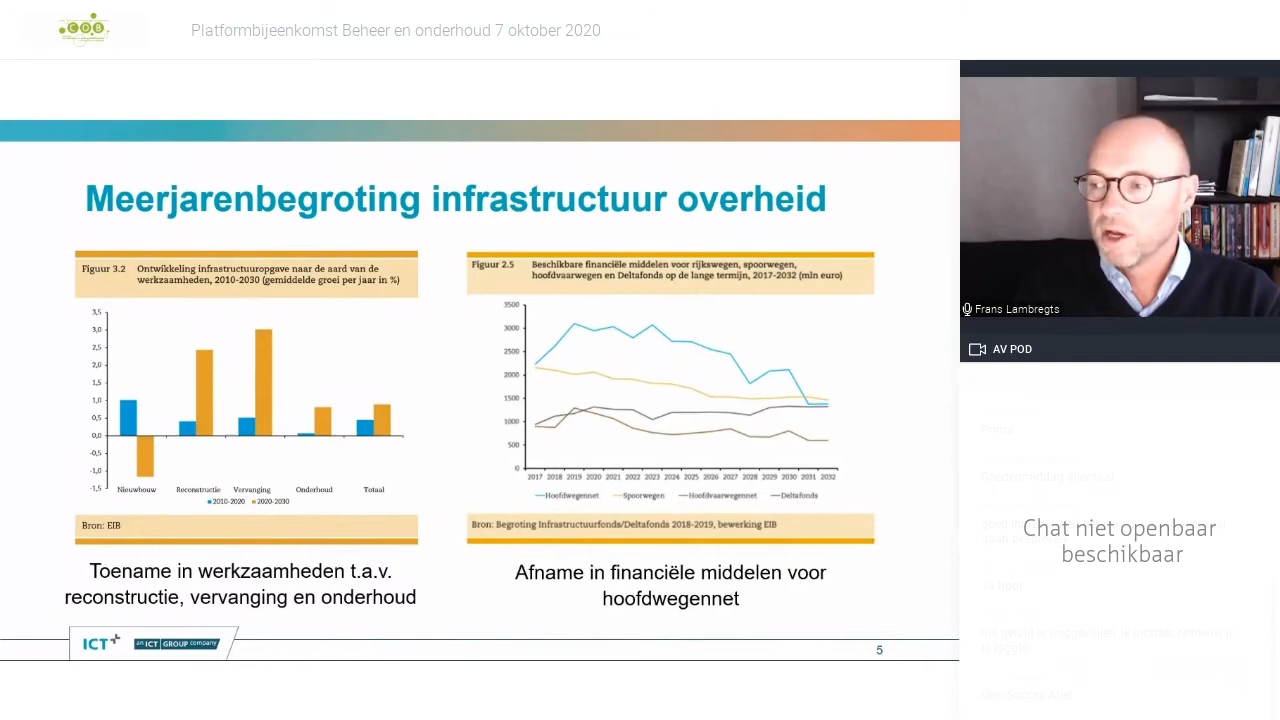 COB
Platformbijeenkomst Beheer en onderhoud 7 oktober 2020
Meerjarenbegroting infrastructuur overheid
Figuur 3.2 Ontwikkeling infrastructuuropgave naar de aard van de
werkzaamheden, 2010-2030 (gemiddelde groei per jaar in %)
3,5
3,0
2,5
2,0
1,5
1,0
0,5
0,0
-0,5
-1,0
-1,5
Nieuwbouw Reconstructie Vervanging Onderhoud Totaal
2010-2020 2020-2030
Bron: EIB
Toename in werkzaamheden t.a.v.
reconstructie, vervanging en onderhoud
Figuur 2.5 Beschikbare financiële middelen voor rijkswegen, spoorwegen,
hoofdvaarwegen en Deltafonds op de lange termijn, 2017-2032 (mln euro)
3500
3000
2500
2000
1500
1000
500
0
2017 2018 2019 2020 2021 2022 2023 2024 2025 2026 2027 2028 2029 2030 2031 2032
Hoofdwegennet Spoorwegen Hoofdvaarwegennet Deltafonds
Bron: Begroting Infrastructuurfonds/Deltafonds 2018-2019, bewerking EIB
Afname in financiële middelen voor
hoofdwegennet
ICT an ICT GROUP company
5
Frans Lambregts
AV POD
Goedenmiddag allemaal
Chat niet openbaar
beschikbaar